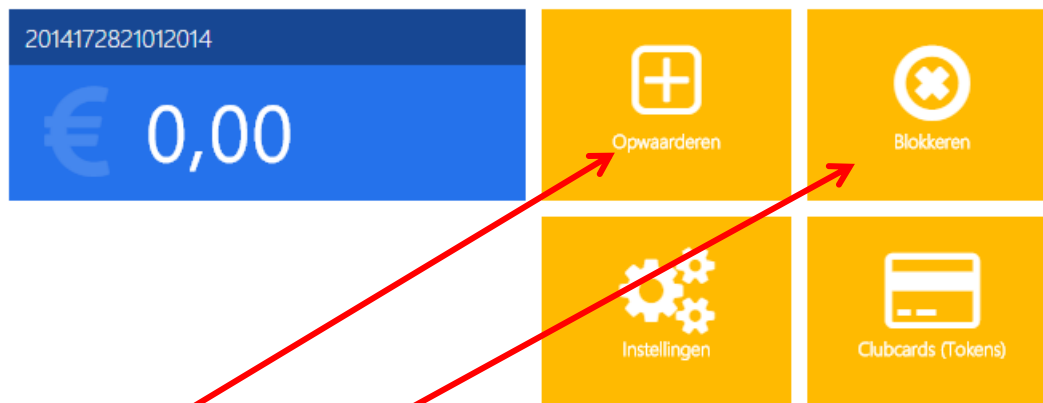 2014172821012014
€ 0,00
Opwaarderen
Blokkeren
Instellingen
Clubcards (Tokens)